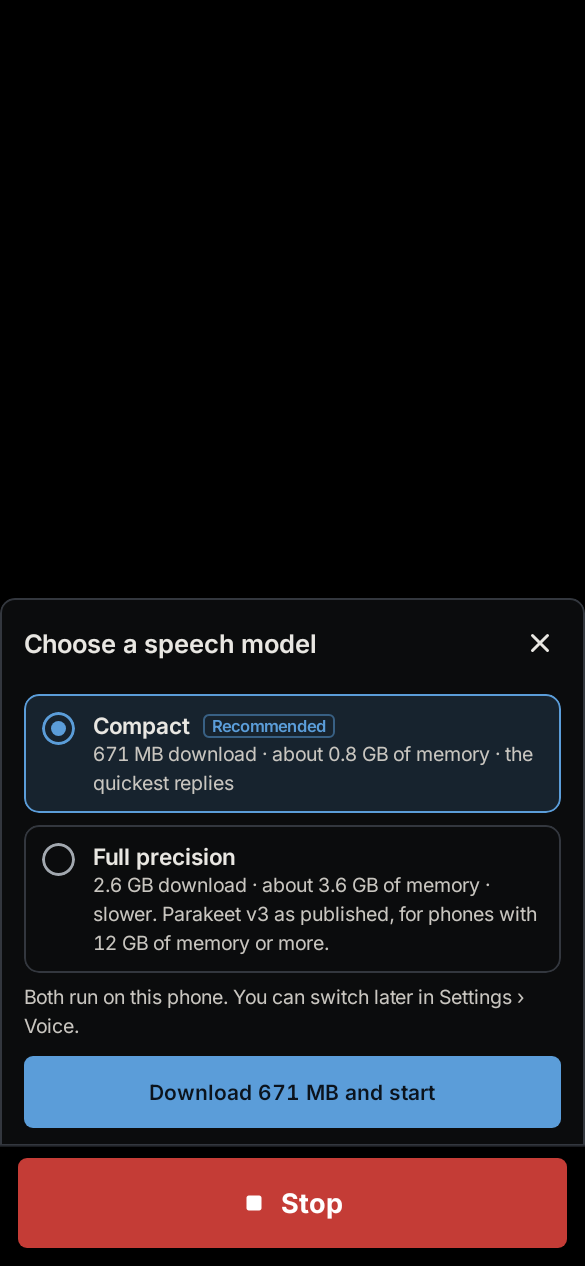 Choose a speech model
Compact Recommended
671 MB download · about 0.8 GB of memory · the
quickest replies
Full precision
2.6 GB download · about 3.6 GB of memory ·
slower. Parakeet v3 as published, for phones with
12 GB of memory or more.
Both run on this phone. You can switch later in Settings ›
Voice.
Download 671 MB and start
Stop